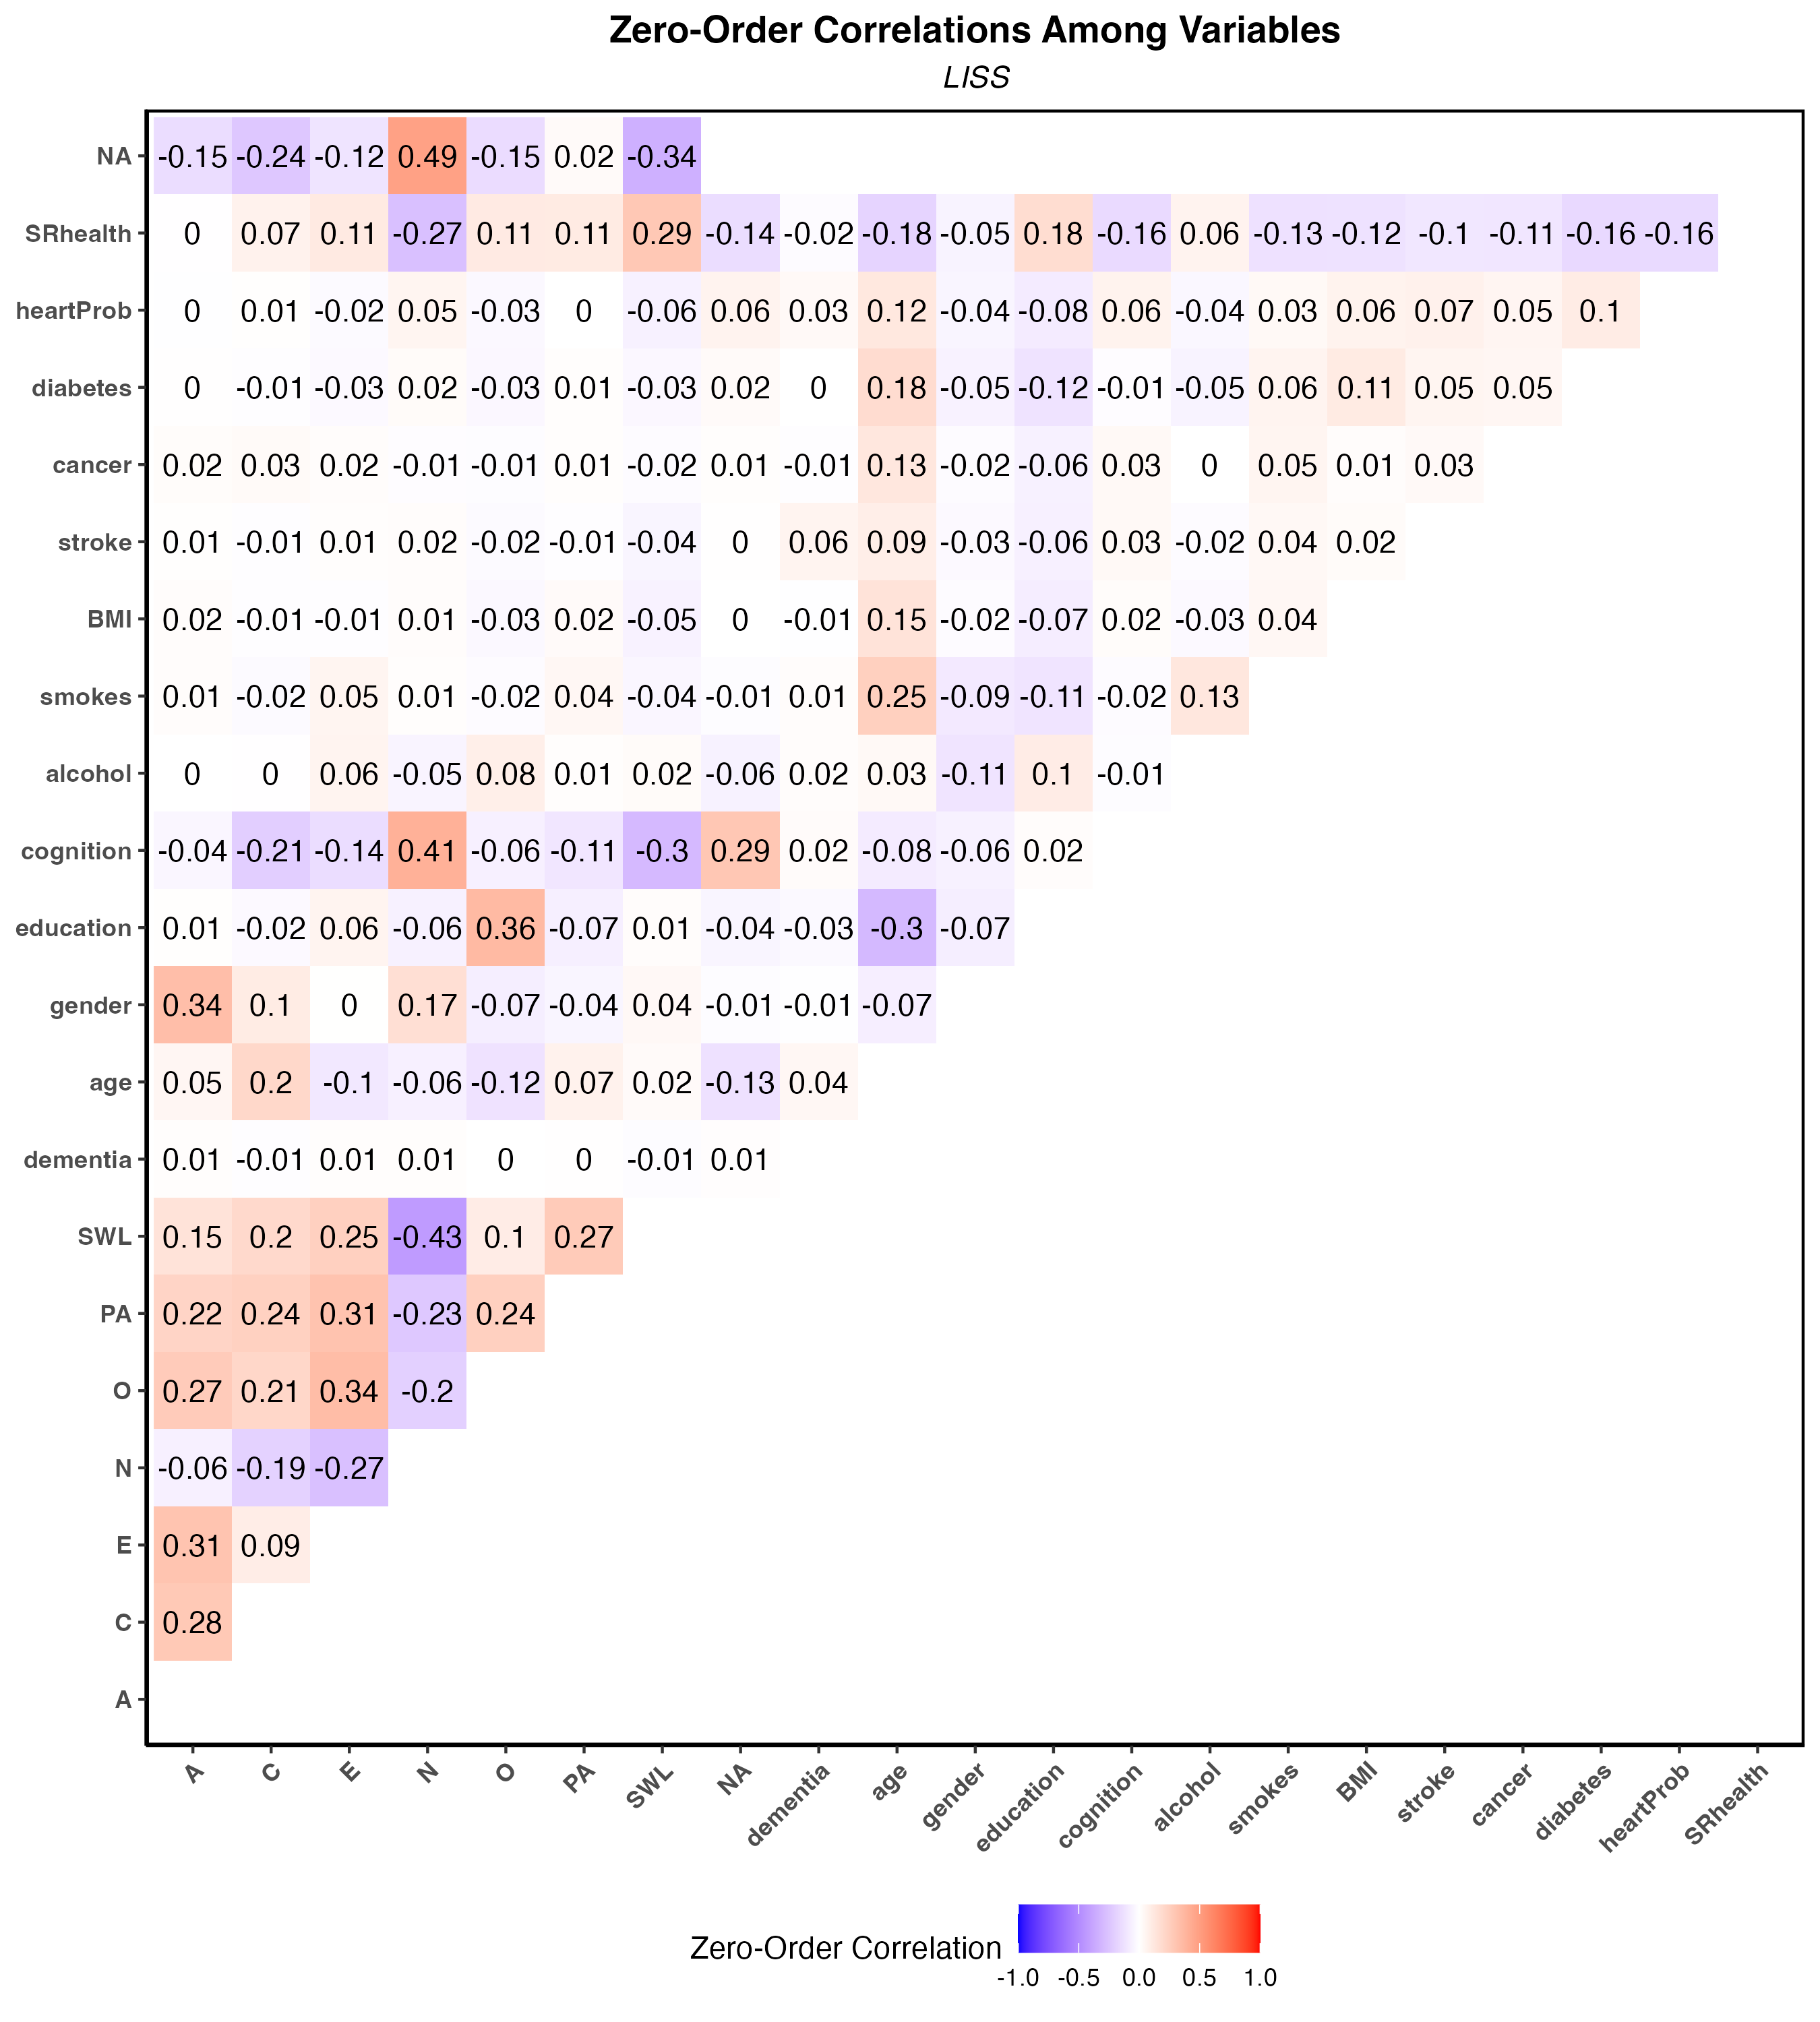 Zero-Order Correlations Among Variables
LISS
NA -0.15 -0.24 -0.12 0.49 -0.15 0.02 -0.34
SRhealth 0 0.07 0.11 -0.27 0.11 0.11 0.29 -0.14 -0.02 -0.18 -0.05 0.18 -0.16 0.06 -0.13 -0.12 -0.1 -0.11 -0.16 -0.16
heartProb 0 0.01 -0.02 0.05 -0.03 0 -0.06 0.06 0.03 0.12 -0.04 -0.08 0.06 -0.04 0.03 0.06 0.07 0.05 0.1
diabetes 0 -0.01 -0.03 0.02 -0.03 0.01 -0.03 0.02 0 0.18 -0.05 -0.12 -0.01 -0.05 0.06 0.11 0.05 0.05
cancer 0.02 0.03 0.02 -0.01 -0.01 0.01 -0.02 0.01 -0.01 0.13 -0.02 -0.06 0.03 0 0.05 0.01 0.03
stroke 0.01 -0.01 0.01 0.02 -0.02 -0.01 -0.04 0 0.06 0.09 -0.03 -0.06 0.03 -0.02 0.04 0.02
BMI 0.02 -0.01 -0.01 0.01 -0.03 0.02 -0.05 0 -0.01 0.15 -0.02 -0.07 0.02 -0.03 0.04
smokes 0.01 -0.02 0.05 0.01 -0.02 0.04 -0.04 -0.01 0.01 0.25 -0.09 -0.11 -0.02 0.13
alcohol 0 0 0.06 -0.05 0.08 0.01 0.02 -0.06 0.02 0.03 -0.11 0.1 -0.01
cognition -0.04 -0.21 -0.14 0.41 -0.06 -0.11 -0.3 0.29 0.02 -0.08 -0.06 0.02
education 0.01 -0.02 0.06 -0.06 0.36 -0.07 0.01 -0.04 -0.03 -0.3 -0.07
gender 0.34 0.1 0 0.17 -0.07 -0.04 0.04 -0.01 -0.01 -0.07
age 0.05 0.2 -0.1 -0.06 -0.12 0.07 0.02 -0.13 0.04
dementia 0.01 -0.01 0.01 0.01 0 0 -0.01 0.01
SWL 0.15 0.2 0.25 -0.43 0.1 0.27
PA 0.22 0.24 0.31 -0.23 0.24
O 0.27 0.21 0.34 -0.2
N -0.06 -0.19 -0.27
E 0.31 0.09
C 0.28
A
A C E N O PA SWL NA dementia age gender education cognition alcohol smokes BMI stroke cancer diabetes heartProb SRhealth
Zero-Order Correlation
-1.0 -0.5 0.0 0.5 1.0